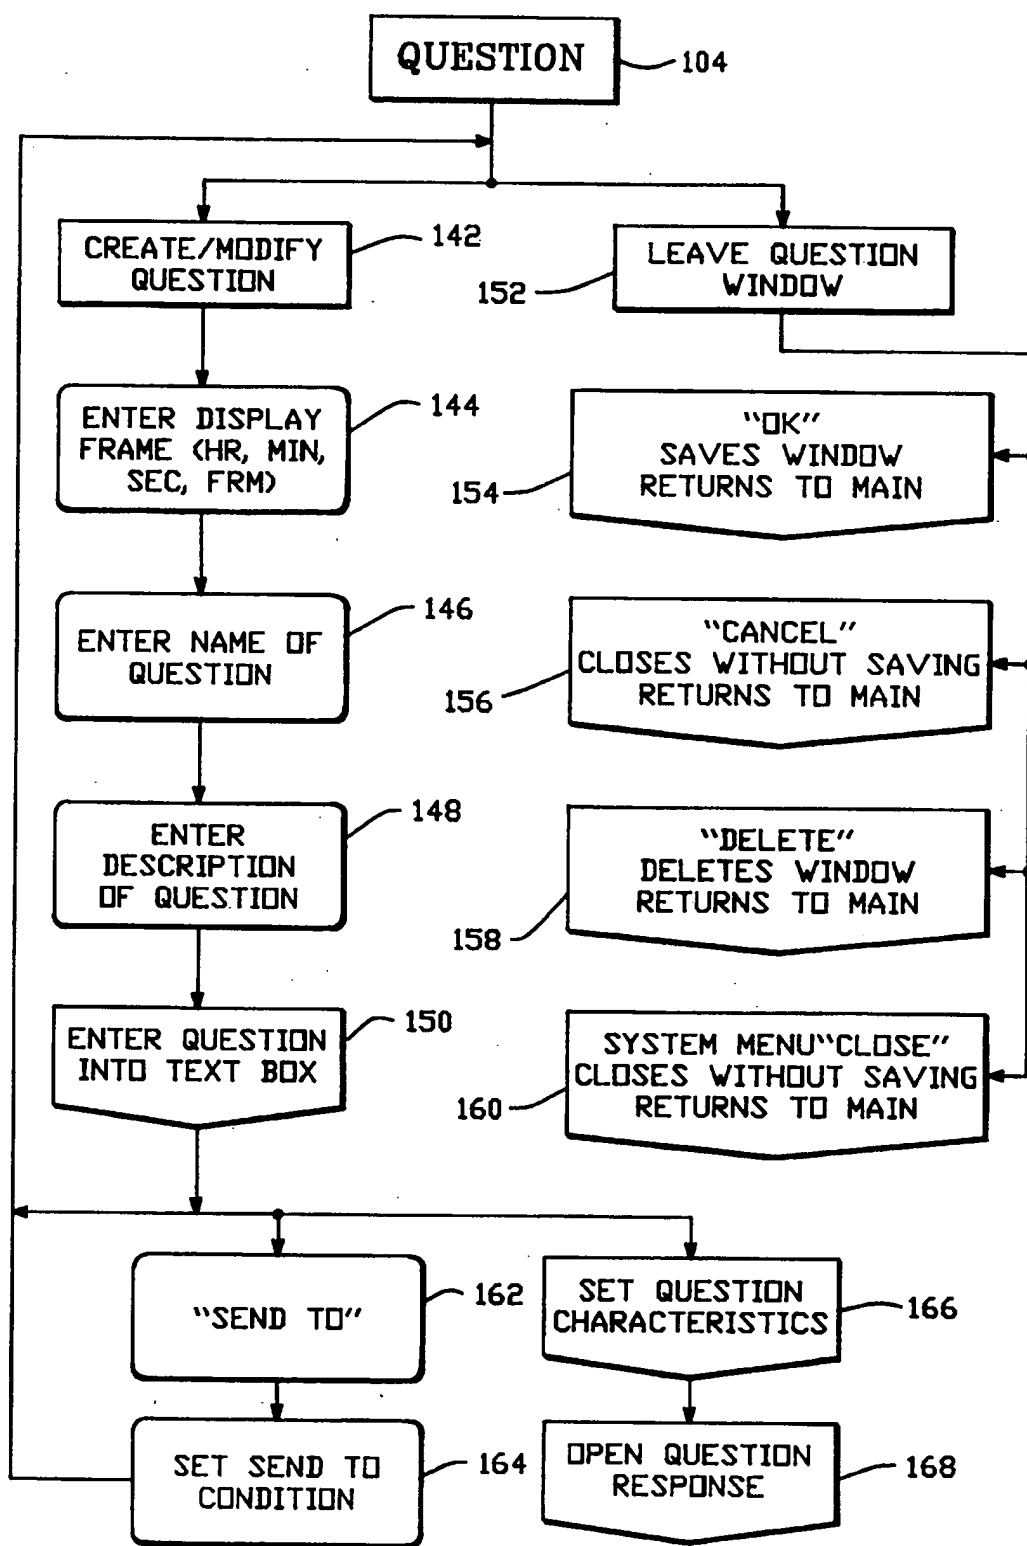 QUESTION
104
CREATE/MODIFY
QUESTION
142
LEAVE QUESTION
WINDOW
152
ENTER DISPLAY
FRAME (HR, MIN,
SEC, FRM)
144
"OK"
SAVES WINDOW
RETURNS TO MAIN
154
ENTER NAME OF
QUESTION
146
"CANCEL"
CLOSES WITHOUT SAVING
RETURNS TO MAIN
156
ENTER
DESCRIPTION
OF QUESTION
148
"DELETE"
DELETES WINDOW
RETURNS TO MAIN
158
ENTER QUESTION
INTO TEXT BOX
150
SYSTEM MENU"CLOSE"
CLOSES WITHOUT SAVING
RETURNS TO MAIN
160
"SEND TO"
162
SET QUESTION
CHARACTERISTICS
166
SET SEND TO
CONDITION
164
OPEN QUESTION
RESPONSE
168